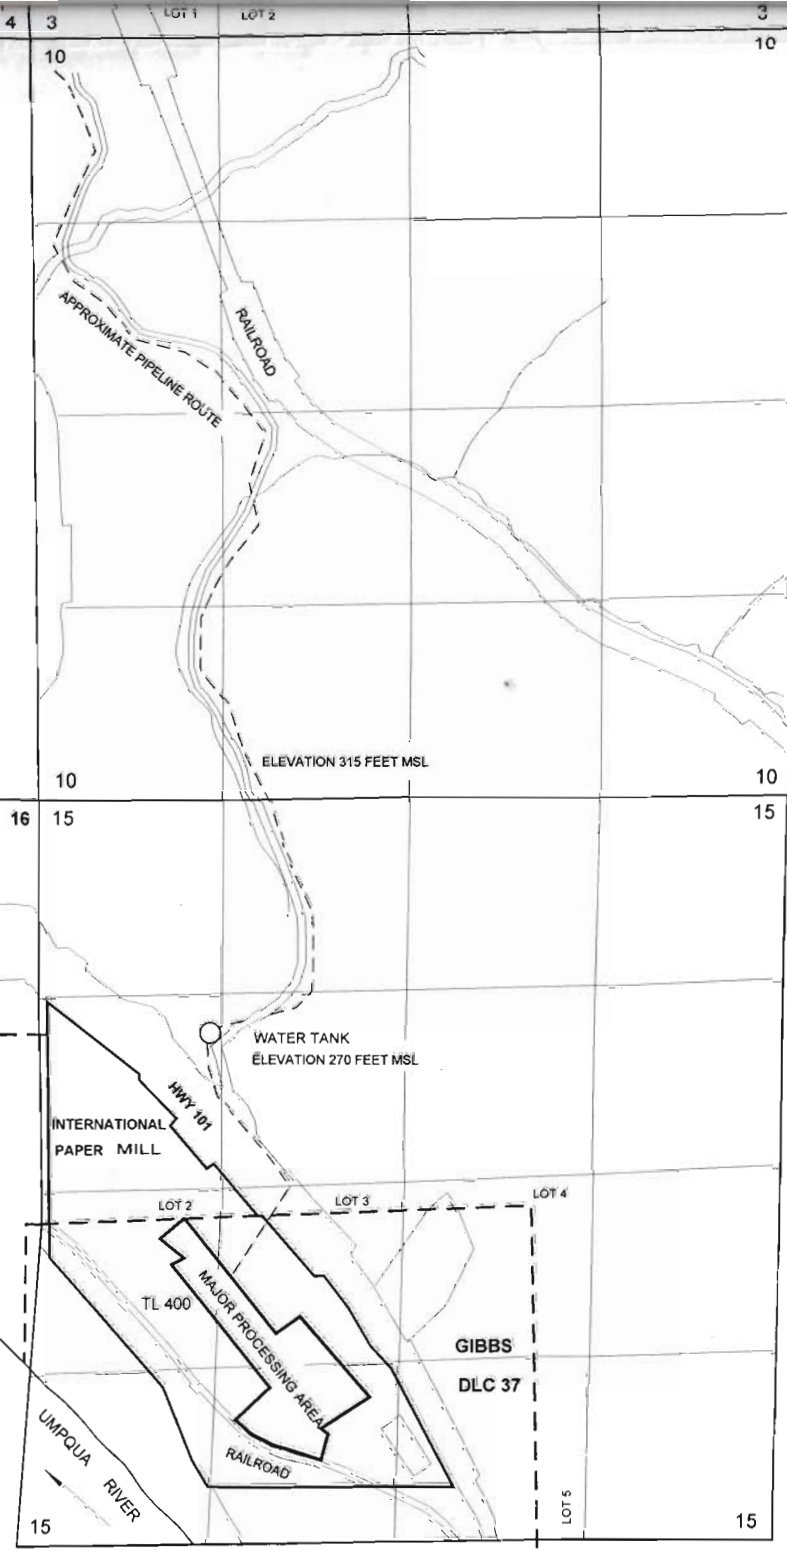 4 3
LOT 1
LOT 2
3
10
10
RAILROAD
APPROXIMATE PIPELINE ROUTE
ELEVATION 315 FEET MSL
10
10
16 15
15
WATER TANK
ELEVATION 270 FEET MSL
HWY 101
INTERNATIONAL
PAPER MILL
LOT 2
LOT 3
LOT 4
TL 400
MAJOR PROCESSING AREA
GIBBS
DLC 37
UMPQUA RIVER
RAILROAD
LOT 5
15
15